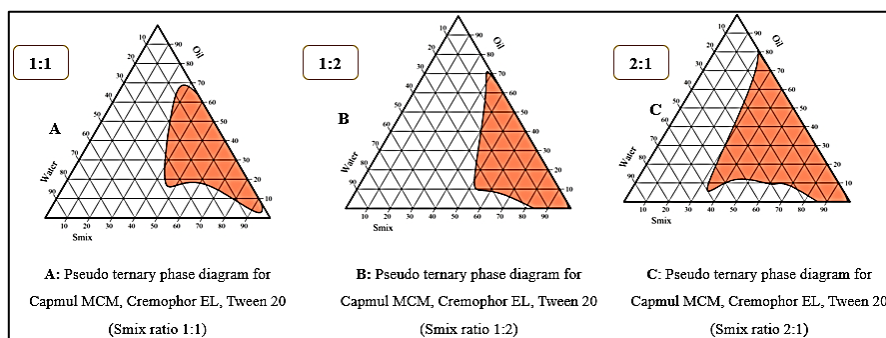 1:1
1:2
2:1
A
B
C
Oil
Oil
Oil
Water
Water
Water
10 20 30 40 50 60 70 80 90
Smix
10 20 30 40 50 60 70 80 90
Smix
10 20 30 40 50 60 70 80 90
Smix
A: Pseudo ternary phase diagram for
Capmul MCM, Cremophor EL, Tween 20
(Smix ratio 1:1)
B: Pseudo ternary phase diagram for
Capmul MCM, Cremophor EL, Tween 20
(Smix ratio 1:2)
C: Pseudo ternary phase diagram for
Capmul MCM, Cremophor EL, Tween 20
(Smix ratio 2:1)